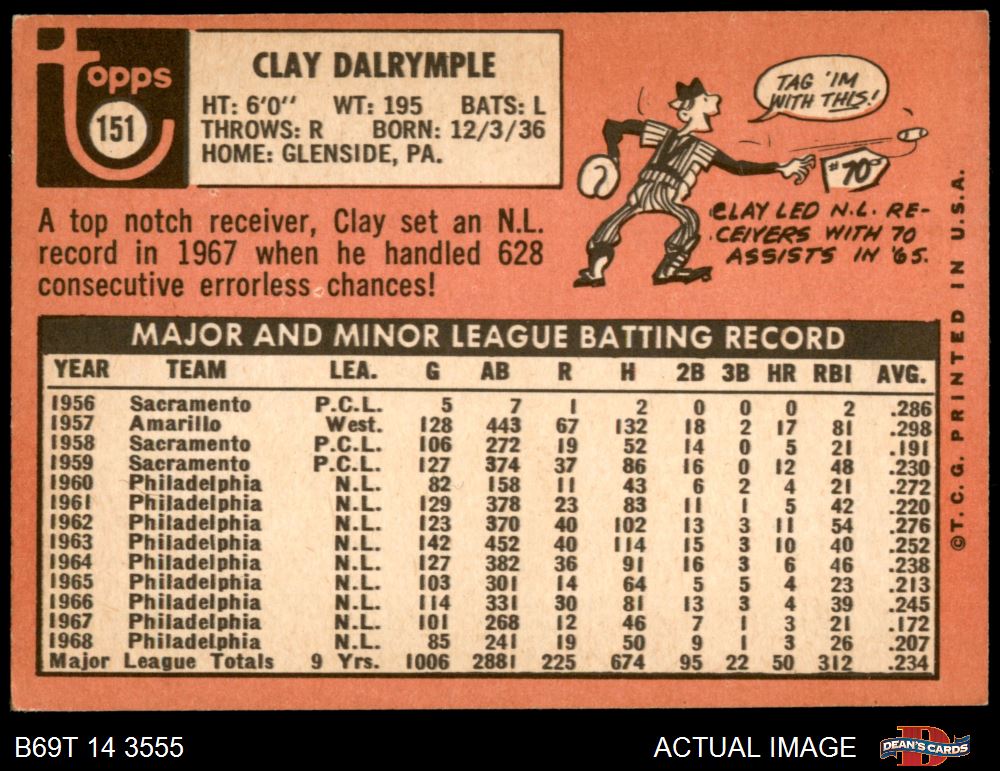 Topps
151
CLAY DALRYMPLE
HT: 6'0" WT: 195 BATS: L
THROWS: R BORN: 12/3/36
HOME: GLENSIDE, PA.
TAG 'IM
WITH THIS!
#70
CLAY LED N.L. RE-
CEIVERS WITH 70
ASSISTS IN '65.
A top notch receiver, Clay set an N.L.
record in 1967 when he handled 628
consecutive errorless chances!
MAJOR AND MINOR LEAGUE BATTING RECORD
YEAR TEAM LEA. G AB R H 2B 3B HR RBI AVG.
1956 Sacramento P.C.L. 5 7 1 2 0 0 0 2 .286
1957 Amarillo West. 128 443 67 132 18 2 17 81 .298
1958 Sacramento P.C.L. 106 272 19 52 14 0 5 21 .191
1959 Sacramento P.C.L. 127 374 37 86 16 0 12 48 .230
1960 Philadelphia N.L. 82 158 11 43 6 2 4 21 .272
1961 Philadelphia N.L. 129 378 23 83 11 1 5 42 .220
1962 Philadelphia N.L. 123 370 40 102 13 3 11 54 .276
1963 Philadelphia N.L. 142 452 40 114 15 3 10 40 .252
1964 Philadelphia N.L. 127 382 36 91 16 3 6 46 .238
1965 Philadelphia N.L. 103 301 14 64 5 5 4 23 .213
1966 Philadelphia N.L. 114 331 30 81 13 3 4 39 .245
1967 Philadelphia N.L. 101 268 12 46 7 1 3 21 .172
1968 Philadelphia N.L. 85 241 19 50 9 1 3 26 .207
Major League Totals 9 Yrs. 1006 2881 225 674 95 22 50 312 .234
© T. C. G. PRINTED IN U.S.A.
B69T 14 3555
ACTUAL IMAGE
D
DEAN'S CARDS